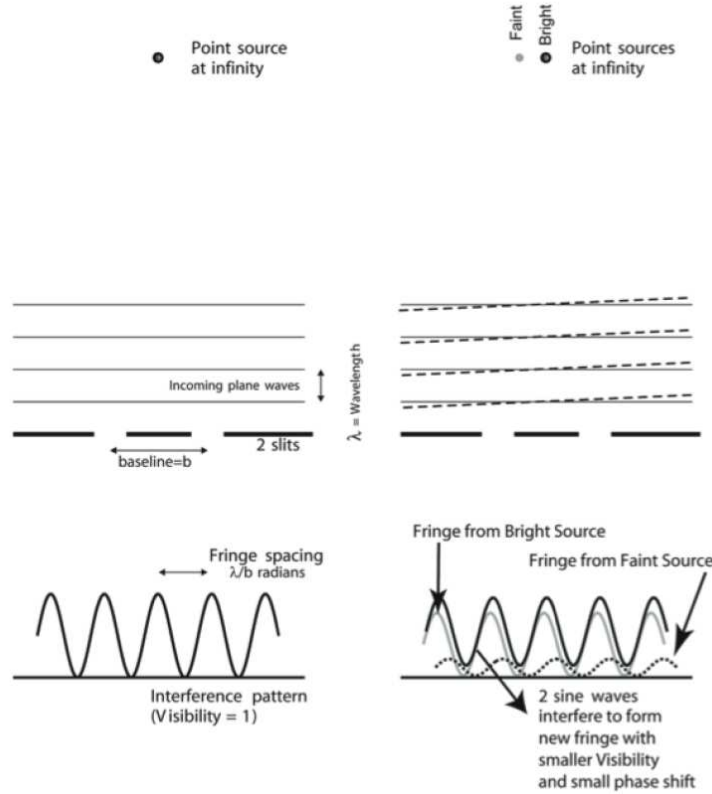 Point source
at infinity
Faint
Bright
Point sources
at infinity
Incoming plane waves
λ = Wavelength
2 slits
baseline=b
Fringe spacing
λ/b radians
Interference pattern
(Visibility = 1)
Fringe from Bright Source
Fringe from Faint Source
2 sine waves
interfere to form
new fringe with
smaller Visibility
and small phase shift